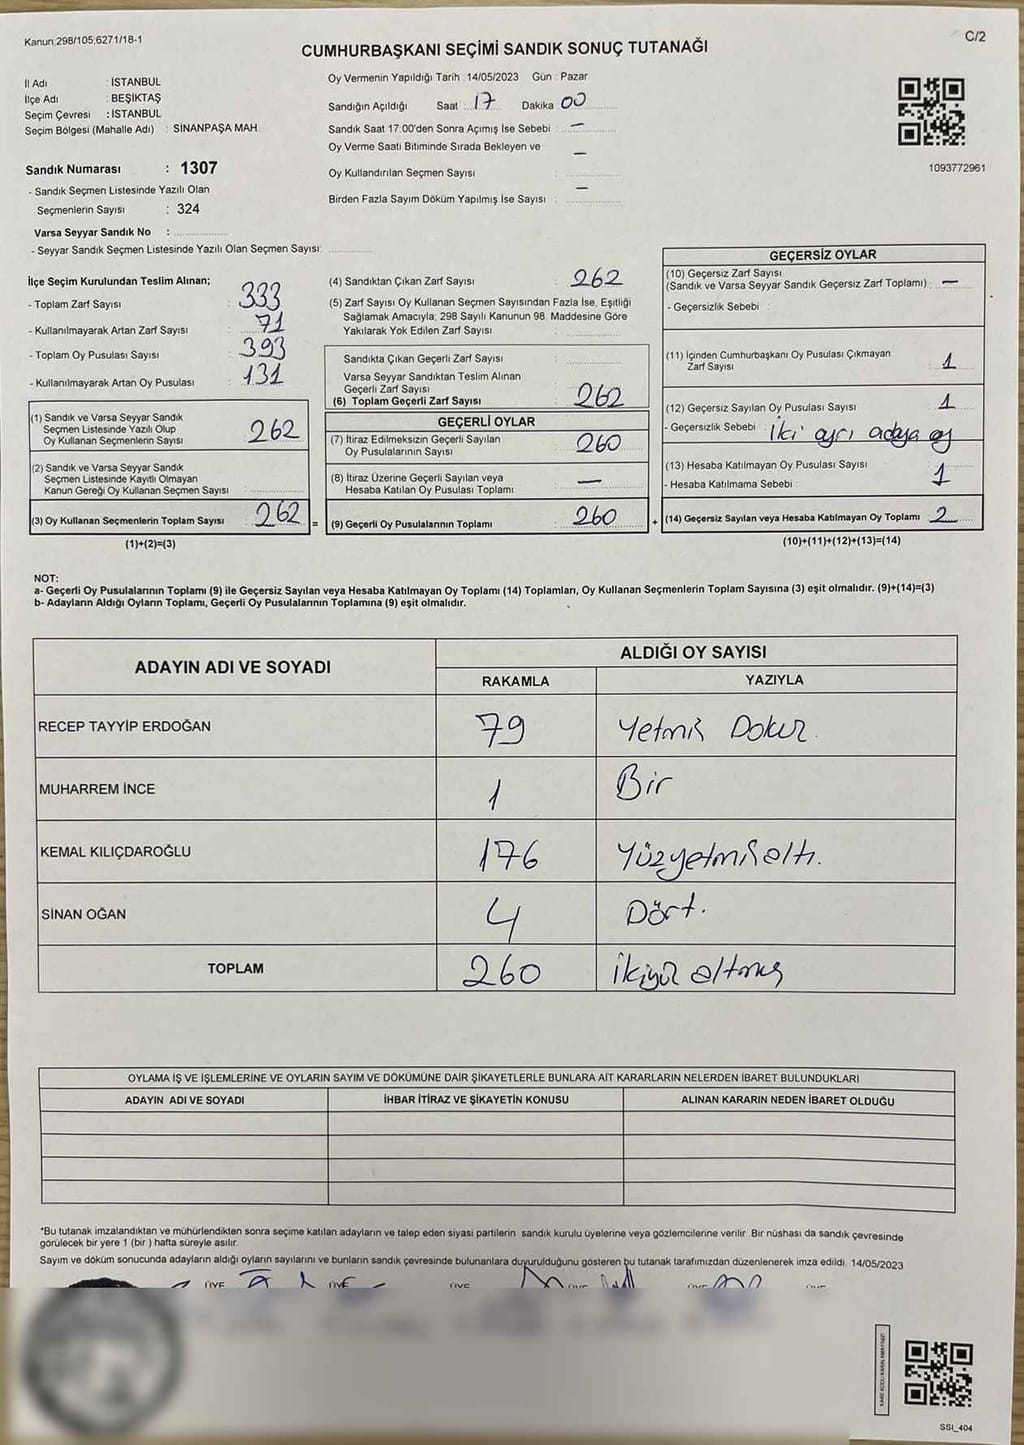 Kanun:298/105,6271/18-1
C/2
CUMHURBAŞKANI SEÇİMİ SANDIK SONUÇ TUTANAĞI
İl Adı : İSTANBUL
İlçe Adı : BEŞİKTAŞ
Seçim Çevresi : İSTANBUL
Seçim Bölgesi (Mahalle Adı) : SİNANPAŞA MAH.
Oy Vermenin Yapıldığı Tarih : 14/05/2023 Gün : Pazar
Sandığın Açıldığı Saat : 17 Dakika : 00
Sandık Saat 17:00'den Sonra Açımış İse Sebebi : —
Oy Verme Saati Bitiminde Sırada Bekleyen ve
Oy Kullandırılan Seçmen Sayısı : —
Birden Fazla Sayım Döküm Yapılmış İse Sayısı : —
1093772961
Sandık Numarası : 1307
- Sandık Seçmen Listesinde Yazılı Olan
Seçmenlerin Sayısı : 324
Varsa Seyyar Sandık No :
- Seyyar Sandık Seçmen Listesinde Yazılı Olan Seçmen Sayısı:
İlçe Seçim Kurulundan Teslim Alınan;
- Toplam Zarf Sayısı : 333
- Kullanılmayarak Artan Zarf Sayısı : 71
- Toplam Oy Pusulası Sayısı : 393
- Kullanılmayarak Artan Oy Pusulası : 131
(1) Sandık ve Varsa Seyyar Sandık
Seçmen Listesinde Yazılı Olup
Oy Kullanan Seçmenlerin Sayısı : 262
(2) Sandık ve Varsa Seyyar Sandık
Seçmen Listesinde Kayıtlı Olmayan
Kanun Gereği Oy Kullanan Seçmen Sayısı :
(3) Oy Kullanan Seçmenlerin Toplam Sayısı : 262 =
(1)+(2)=(3)
(4) Sandıktan Çıkan Zarf Sayısı : 262
(5) Zarf Sayısı Oy Kullanan Seçmen Sayısından Fazla İse, Eşitliği
Sağlamak Amacıyla; 298 Sayılı Kanunun 98. Maddesine Göre
Yakılarak Yok Edilen Zarf Sayısı :
Sandıkta Çıkan Geçerli Zarf Sayısı :
Varsa Seyyar Sandıktan Teslim Alınan
Geçerli Zarf Sayısı :
(6) Toplam Geçerli Zarf Sayısı : 262
GEÇERLİ OYLAR
(7) İtiraz Edilmeksizin Geçerli Sayılan
Oy Pusulalarının Sayısı : 260
(8) İtiraz Üzerine Geçerli Sayılan veya
Hesaba Katılan Oy Pusulası Toplamı : —
(9) Geçerli Oy Pusulalarının Toplamı : 260 +
GEÇERSİZ OYLAR
(10) Geçersiz Zarf Sayısı
(Sandık ve Varsa Seyyar Sandık Geçersiz Zarf Toplamı) : —
- Geçersizlik Sebebi :
(11) İçinden Cumhurbaşkanı Oy Pusulası Çıkmayan
Zarf Sayısı : 1
(12) Geçersiz Sayılan Oy Pusulası Sayısı : 1
- Geçersizlik Sebebi : iki ayrı adaya oy
(13) Hesaba Katılmayan Oy Pusulası Sayısı : 1
- Hesaba Katılmama Sebebi :
(14) Geçersiz Sayılan veya Hesaba Katılmayan Oy Toplamı : 2
(10)+(11)+(12)+(13)=(14)
NOT:
a- Geçerli Oy Pusulalarının Toplamı (9) ile Geçersiz Sayılan veya Hesaba Katılmayan Oy Toplamı (14) Toplamları, Oy Kullanan Seçmenlerin Toplam Sayısına (3) eşit olmalıdır. (9)+(14)=(3)
b- Adayların Aldığı Oyların Toplamı, Geçerli Oy Pusulalarının Toplamına (9) eşit olmalıdır.
ADAYIN ADI VE SOYADI
ALDIĞI OY SAYISI
RAKAMLA YAZIYLA
RECEP TAYYİP ERDOĞAN 79 Yetmiş Dokuz
MUHARREM İNCE 1 Bir
KEMAL KILIÇDAROĞLU 176 Yüzyetmişaltı.
SİNAN OĞAN 4 Dört.
TOPLAM 260 ikiyüz altmış
OYLAMA İŞ VE İŞLEMLERİNE VE OYLARIN SAYIM VE DÖKÜMÜNE DAİR ŞİKAYETLERLE BUNLARA AİT KARARLARIN NELERDEN İBARET BULUNDUKLARI
ADAYIN ADI VE SOYADI İHBAR İTİRAZ VE ŞİKAYETİN KONUSU ALINAN KARARIN NEDEN İBARET OLDUĞU
*Bu tutanak imzalandıktan ve mühürlendikten sonra seçime katılan adayların ve talep eden siyasi partilerin sandık kurulu üyelerine veya gözlemcilerine verilir. Bir nüshası da sandık çevresinde
görülecek bir yere 1 (bir ) hafta süreyle asılır.
Sayım ve döküm sonucunda adayların aldığı oyların sayılarını ve bunların sandık çevresinde bulunanlara duyurulduğunu gösteren bu tutanak tarafımızdan düzenlenerek imza edildi. 14/05/2023
ÜYE ÜYE ÜYE
KARE KODU KARALAMAYINIZ!
SSİ_404